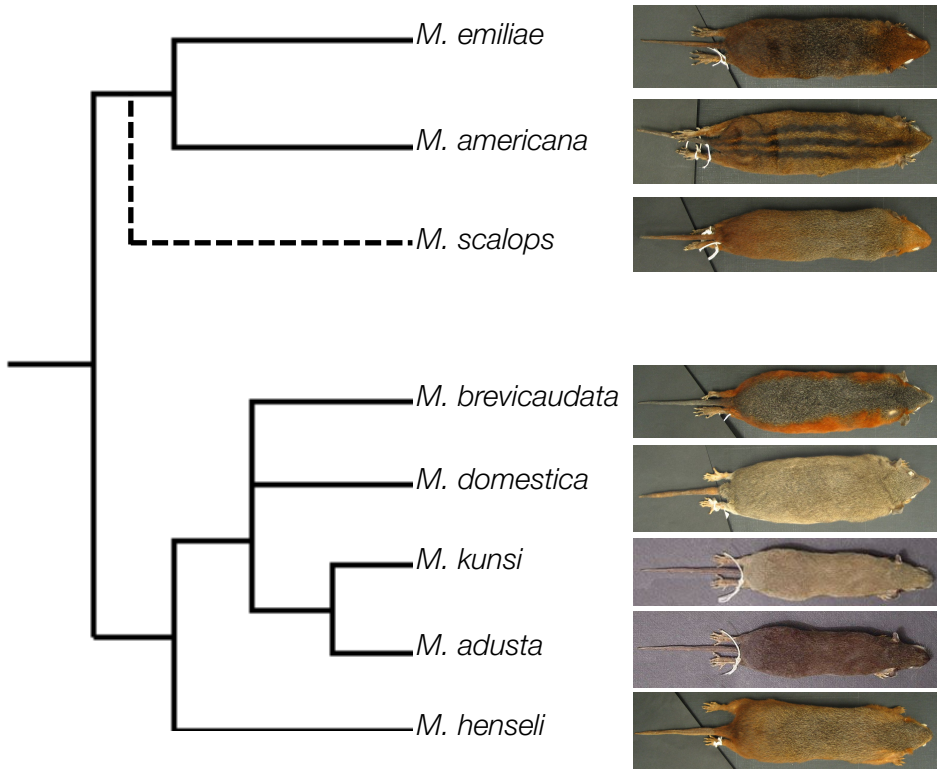 M. emiliae
M. americana
M. scalops
M. brevicaudata
M. domestica
M. kunsi
M. adusta
M. henseli